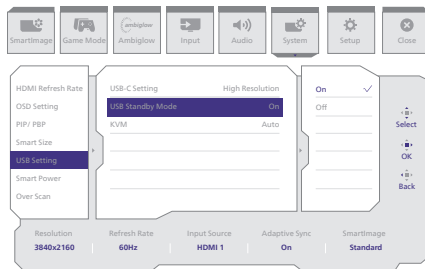 ambiglow
SmartImage Game Mode Ambiglow Input Audio System Setup Close
HDMI Refresh Rate
OSD Setting
PIP/ PBP
Smart Size
USB Setting
Smart Power
Over Scan
USB-C Setting High Resolution
USB Standby Mode On
KVM Auto
On
Off
Select
OK
Back
Resolution Refresh Rate Input Source Adaptive Sync SmartImage
3840x2160 60Hz HDMI 1 On Standard